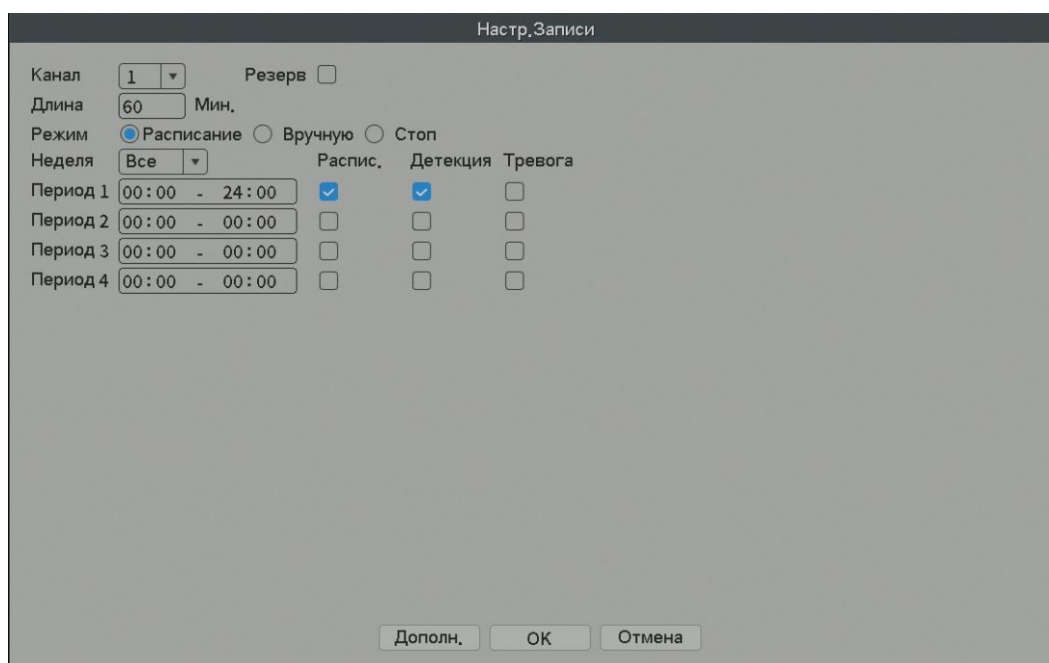 Настр.Записи
Канал 1 Резерв
Длина 60 Мин.
Режим Расписание Вручную Стоп
Неделя Все Распис. Детекция Тревога
Период 1 00:00 - 24:00
Период 2 00:00 - 00:00
Период 3 00:00 - 00:00
Период 4 00:00 - 00:00
Дополн. OK Отмена